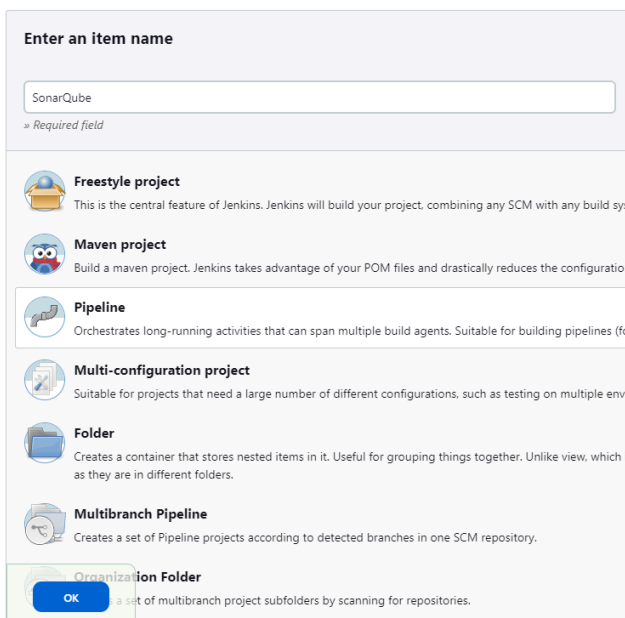 Enter an item name
SonarQube
» Required field
Freestyle project
This is the central feature of Jenkins. Jenkins will build your project, combining any SCM with any build sy
Maven project
Build a maven project. Jenkins takes advantage of your POM files and drastically reduces the configuratio
Pipeline
Orchestrates long-running activities that can span multiple build agents. Suitable for building pipelines (fo
Multi-configuration project
Suitable for projects that need a large number of different configurations, such as testing on multiple env
Folder
Creates a container that stores nested items in it. Useful for grouping things together. Unlike view, which
as they are in different folders.
Multibranch Pipeline
Creates a set of Pipeline projects according to detected branches in one SCM repository.
Organization Folder
OK
a set of multibranch project subfolders by scanning for repositories.